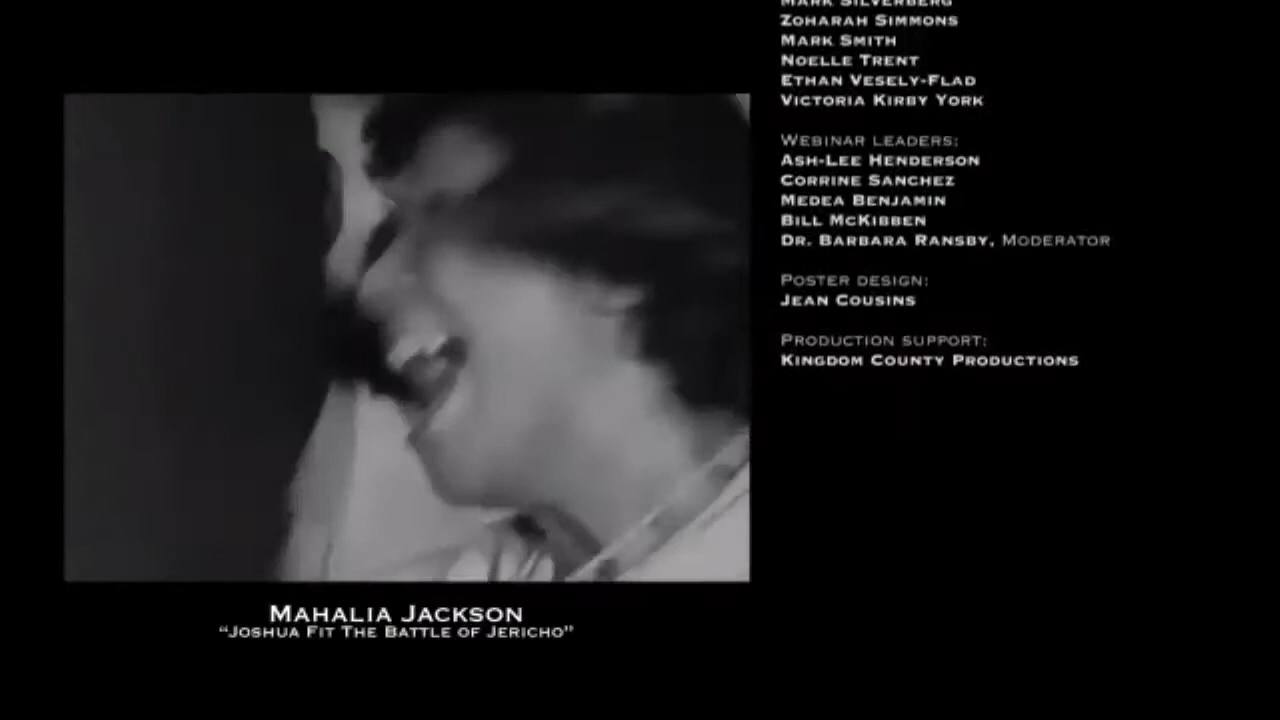 Mark Silverberg
Zoharah Simmons
Mark Smith
Noelle Trent
Ethan Vesely-Flad
Victoria Kirby York
Webinar leaders:
Ash-Lee Henderson
Corrine Sanchez
Medea Benjamin
Bill McKibben
Dr. Barbara Ransby, Moderator
Poster design:
Jean Cousins
Production support:
Kingdom County Productions
Mahalia Jackson
“Joshua Fit The Battle of Jericho”